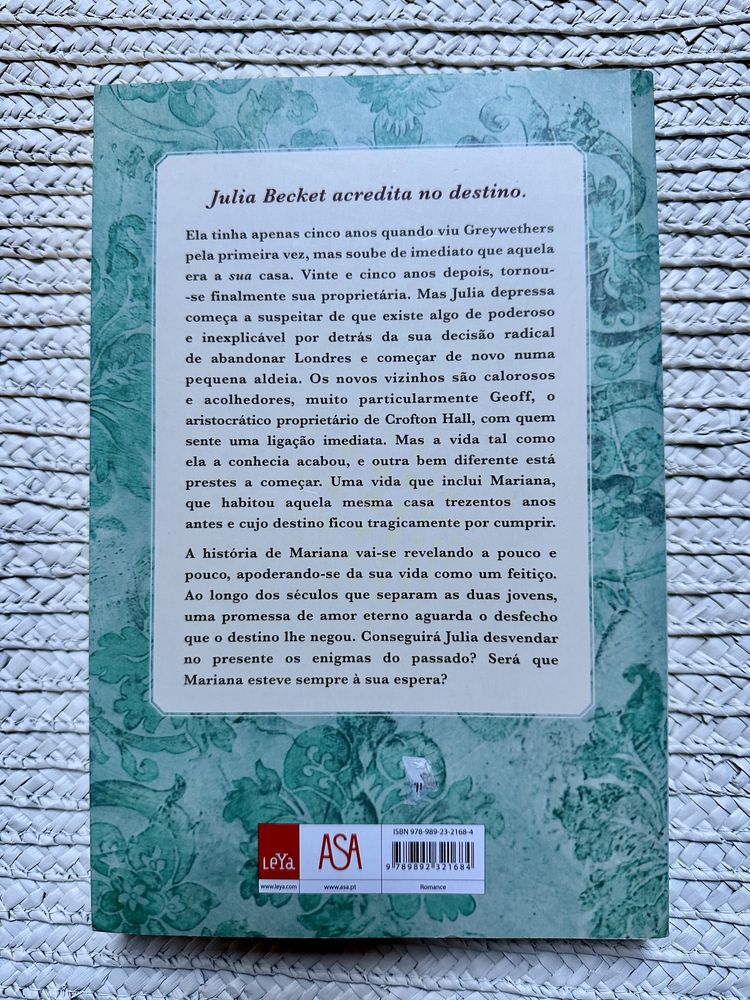 Julia Becket acredita no destino.
Ela tinha apenas cinco anos quando viu Greywethers
pela primeira vez, mas soube de imediato que aquela
era a sua casa. Vinte e cinco anos depois, tornou-
-se finalmente sua proprietária. Mas Julia depressa
começa a suspeitar de que existe algo de poderoso
e inexplicável por detrás da sua decisão radical
de abandonar Londres e começar de novo numa
pequena aldeia. Os novos vizinhos são calorosos
e acolhedores, muito particularmente Geoff, o
aristocrático proprietário de Crofton Hall, com quem
sente uma ligação imediata. Mas a vida tal como
ela a conhecia acabou, e outra bem diferente está
prestes a começar. Uma vida que inclui Mariana,
que habitou aquela mesma casa trezentos anos
antes e cujo destino ficou tragicamente por cumprir.
A história de Mariana vai-se revelando a pouco e
pouco, apoderando-se da sua vida como um feitiço.
Ao longo dos séculos que separam as duas jovens,
uma promessa de amor eterno aguarda o desfecho
que o destino lhe negou. Conseguirá Julia desvendar
no presente os enigmas do passado? Será que
Mariana esteve sempre à sua espera?
LeYa
www.leya.com
ASA
www.asa.pt
ISBN 978-989-23-2168-4
9 789892 321684
Romance